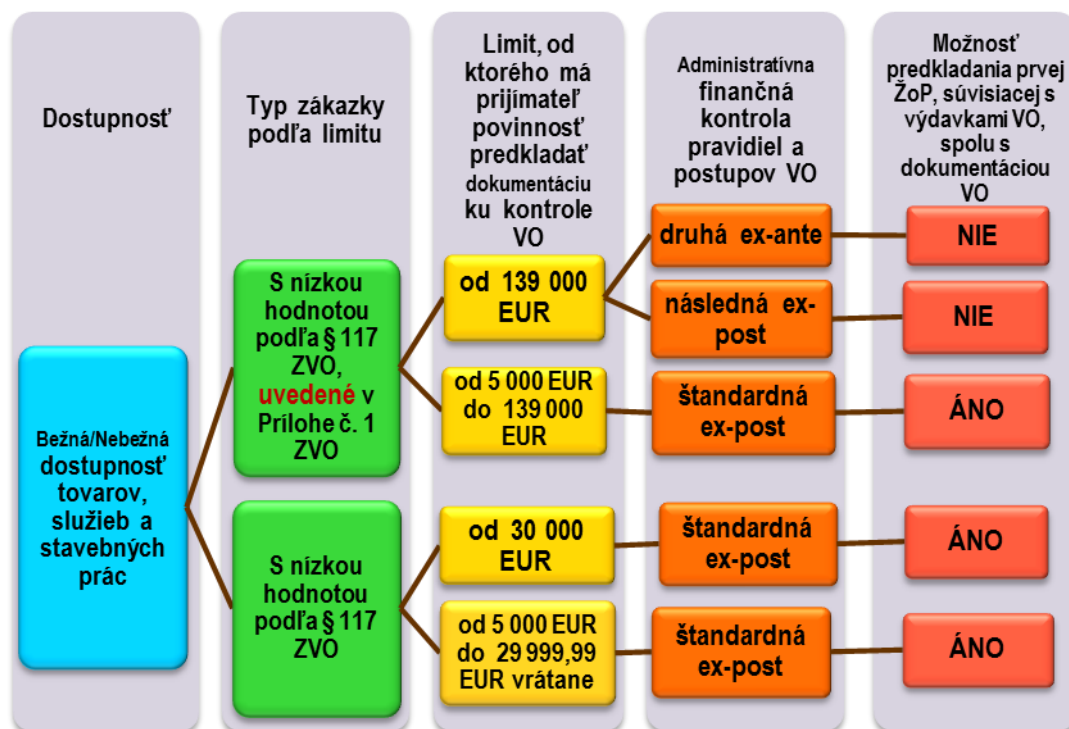 Dostupnosť
Typ zákazky
podľa limitu
Limit, od
ktorého má
prijímateľ
povinnosť
predkladať
dokumentáciu
ku kontrole
VO
Administratívna
finančná
kontrola
pravidiel a
postupov VO
Možnosť
predkladania prvej
ŽoP, súvisiacej s
výdavkami VO,
spolu s
dokumentáciou
VO
Bežná/Nebežná
dostupnosť
tovarov,
služieb a
stavebných
prác
S nízkou
hodnotou
podľa § 117
ZVO,
uvedené v
Prílohe č. 1
ZVO
od 139 000
EUR
druhá ex-ante
NIE
následná ex-
post
NIE
od 5 000 EUR
do 139 000
EUR
štandardná
ex-post
ÁNO
S nízkou
hodnotou
podľa § 117
ZVO
od 30 000
EUR
štandardná
ex-post
ÁNO
od 5 000 EUR
do 29 999,99
EUR vrátane
štandardná
ex-post
ÁNO